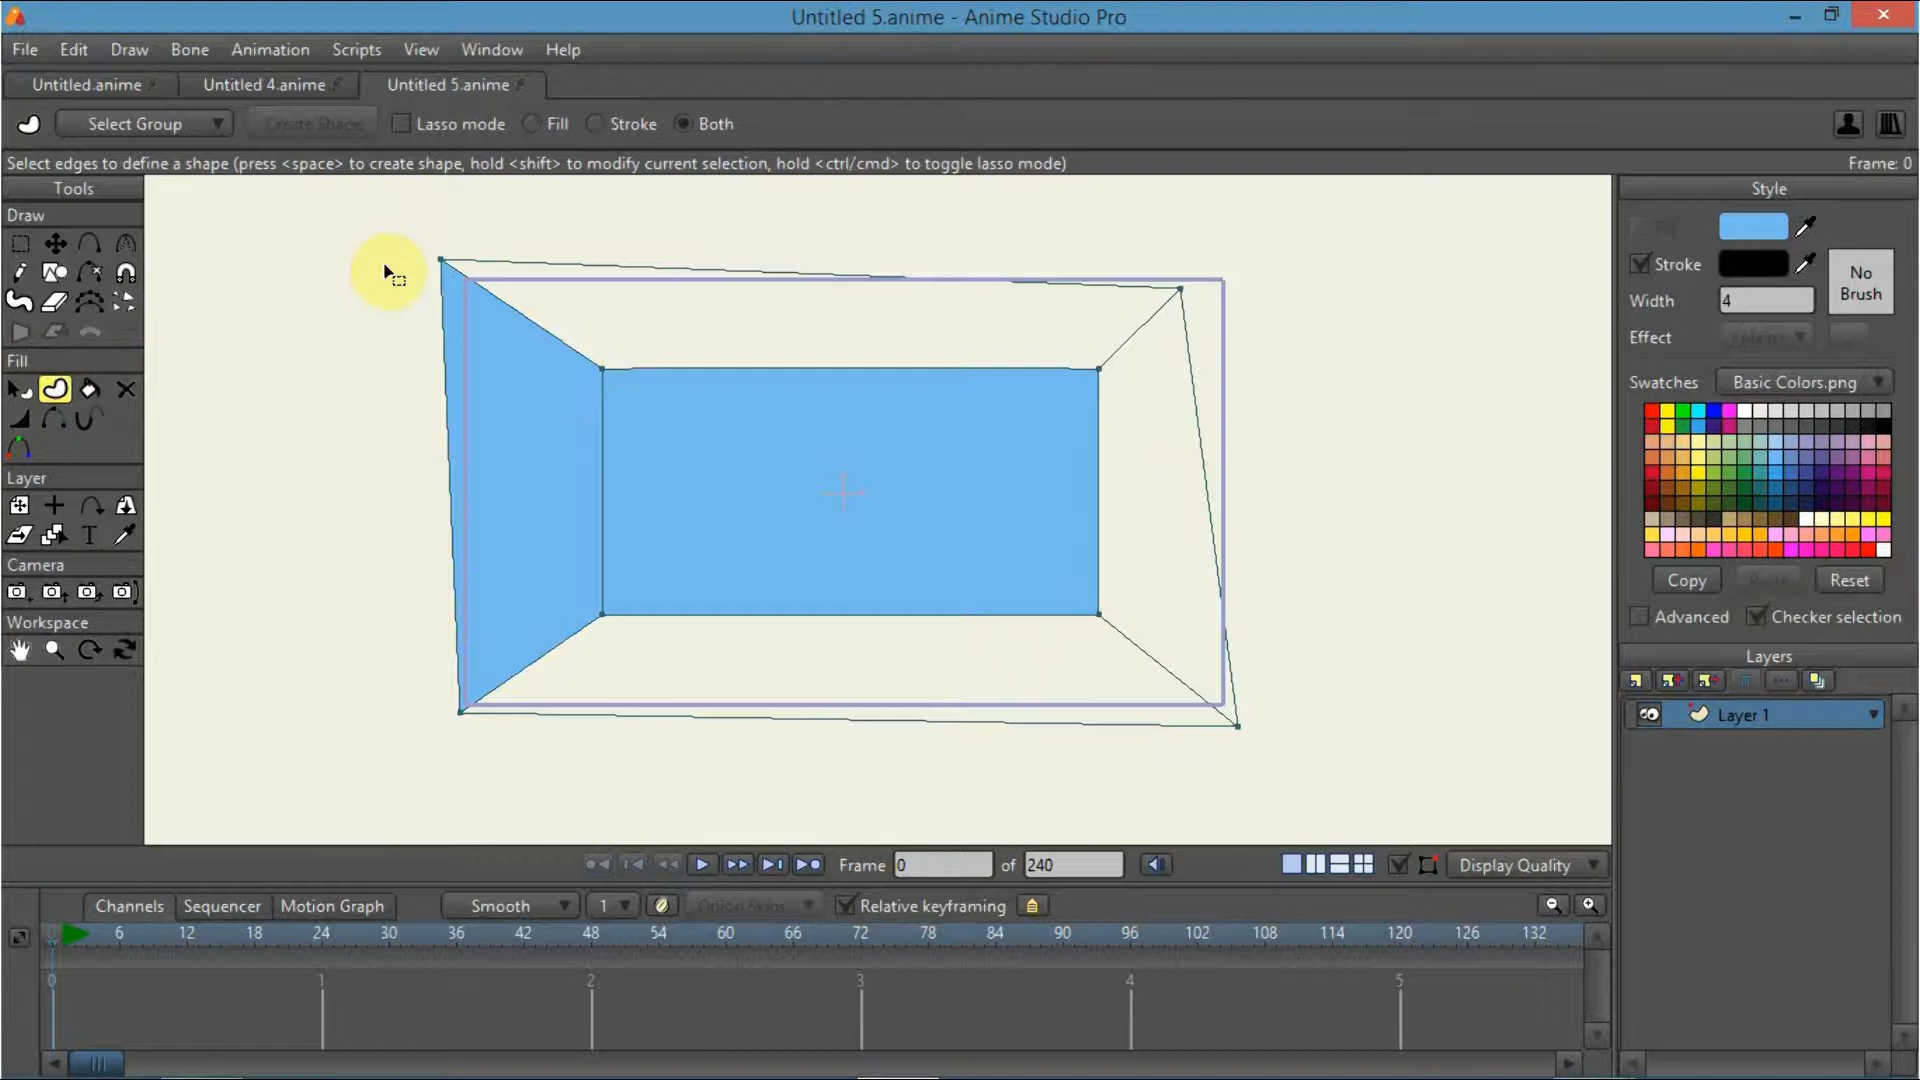 Untitled 5.anime - Anime Studio Pro
File Edit Draw Bone Animation Scripts View Window Help
Untitled.anime Untitled 4.anime Untitled 5.anime
Select Group Create Shape Lasso mode Fill Stroke Both
Select edges to define a shape (press <space> to create shape, hold <shift> to modify current selection, hold <ctrl/cmd> to toggle lasso mode) Frame: 0
Tools
Draw
Fill
Layer
T
Camera
Workspace
Style
Fill
Stroke
No Brush
Width 4
Effect
Swatches Basic Colors.png
Copy Reset
Advanced Checker selection
Layers
Layer 1
Frame 0 of 240 Display Quality
Channels Sequencer Motion Graph Smooth 1 Onion Skins Relative keyframing
0 6 12 18 24 30 36 42 48 54 60 66 72 78 84 90 96 102 108 114 120 126 132
0 1 2 3 4 5